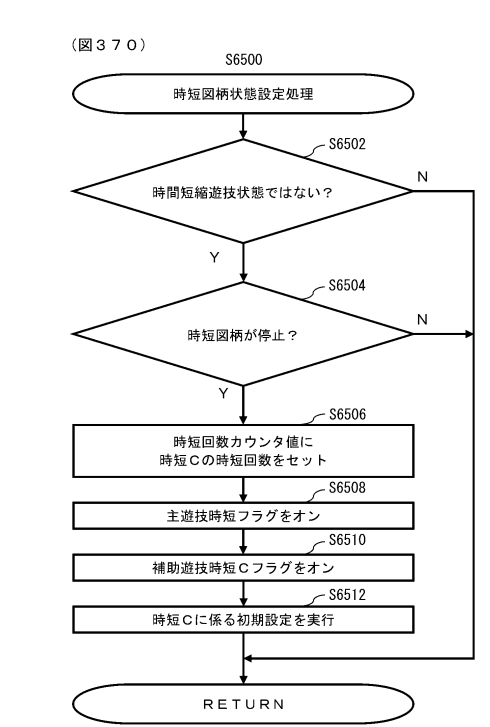 (図370)
S6500
時短図柄状態設定処理
S6502
時間短縮遊技状態ではない?
N
Y
S6504
時短図柄が停止?
N
Y
S6506
時短回数カウンタ値に
時短Cの時短回数をセット
S6508
主遊技時短フラグをオン
S6510
補助遊技時短Cフラグをオン
S6512
時短Cに係る初期設定を実行
RETURN